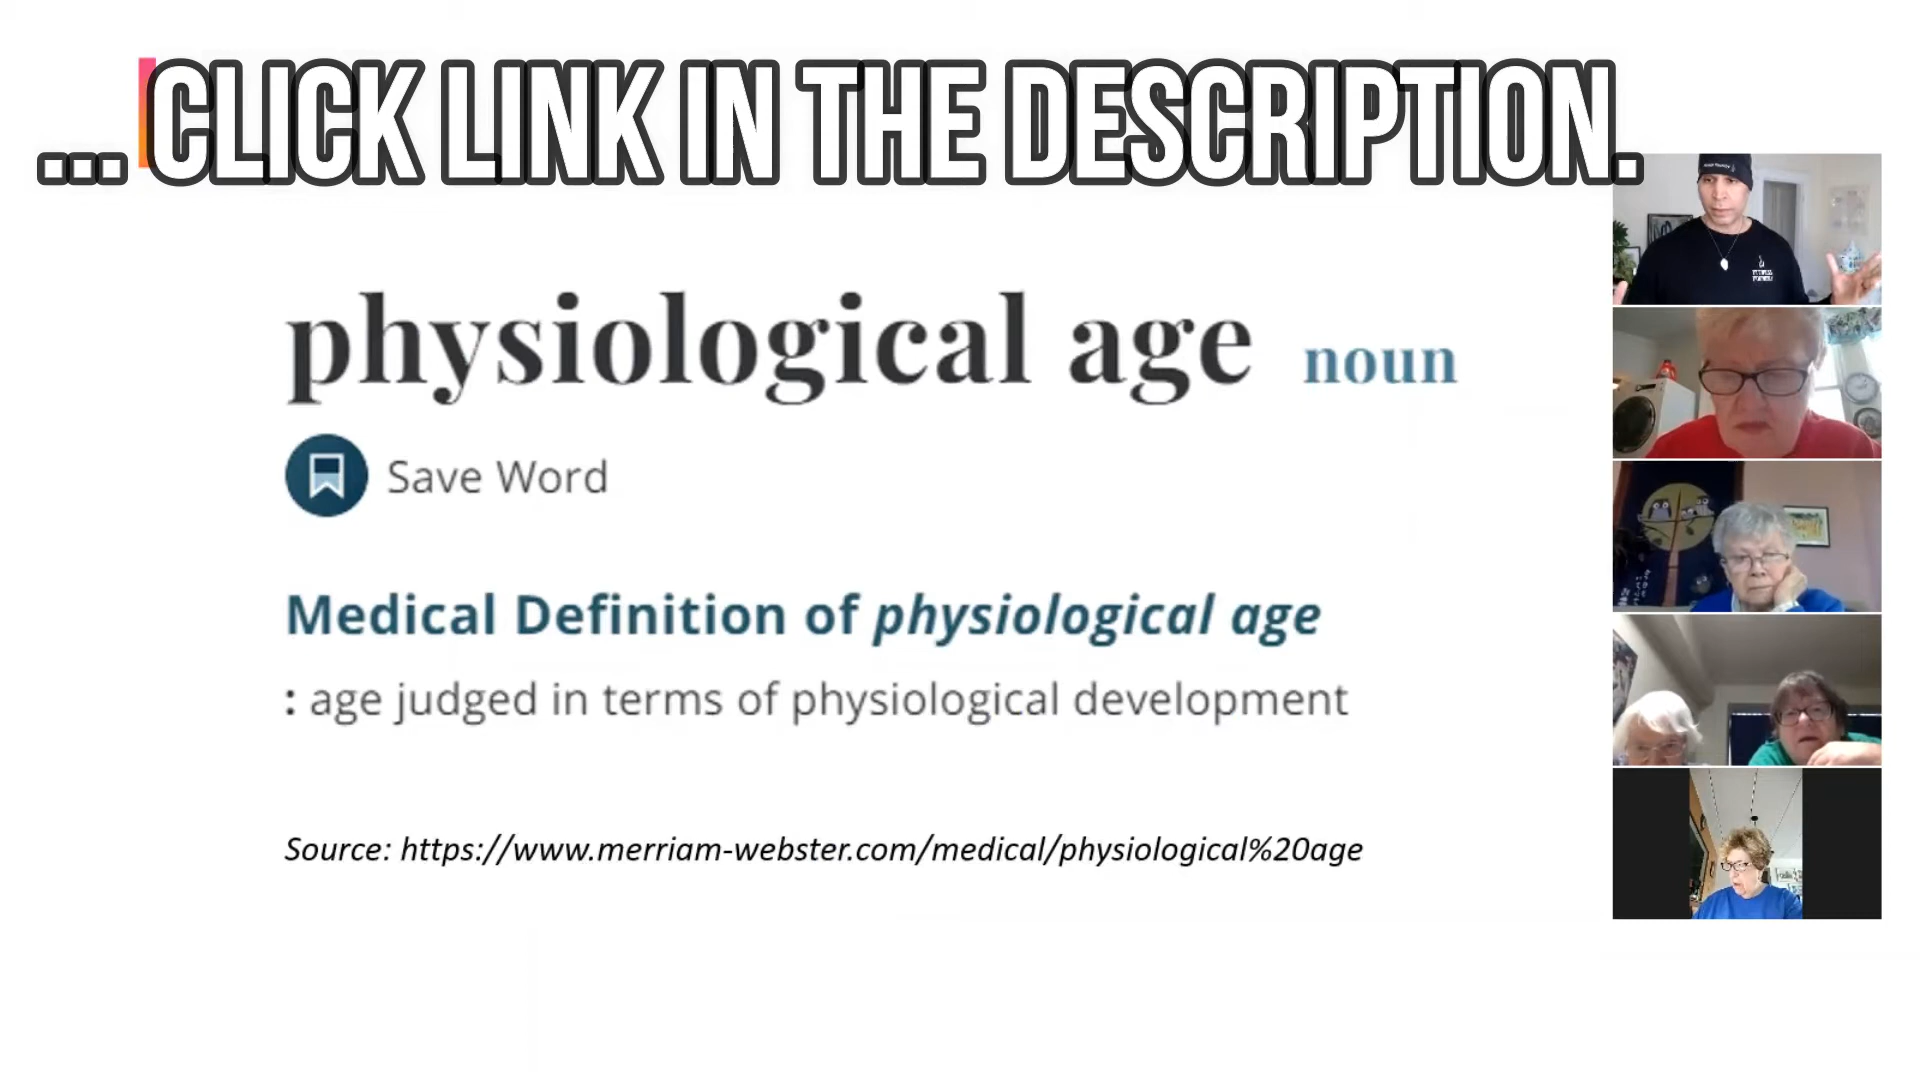 ... CLICK LINK IN THE DESCRIPTION.
physiological age noun
Save Word
Medical Definition of physiological age
: age judged in terms of physiological development
Source: https://www.merriam-webster.com/medical/physiological%20age